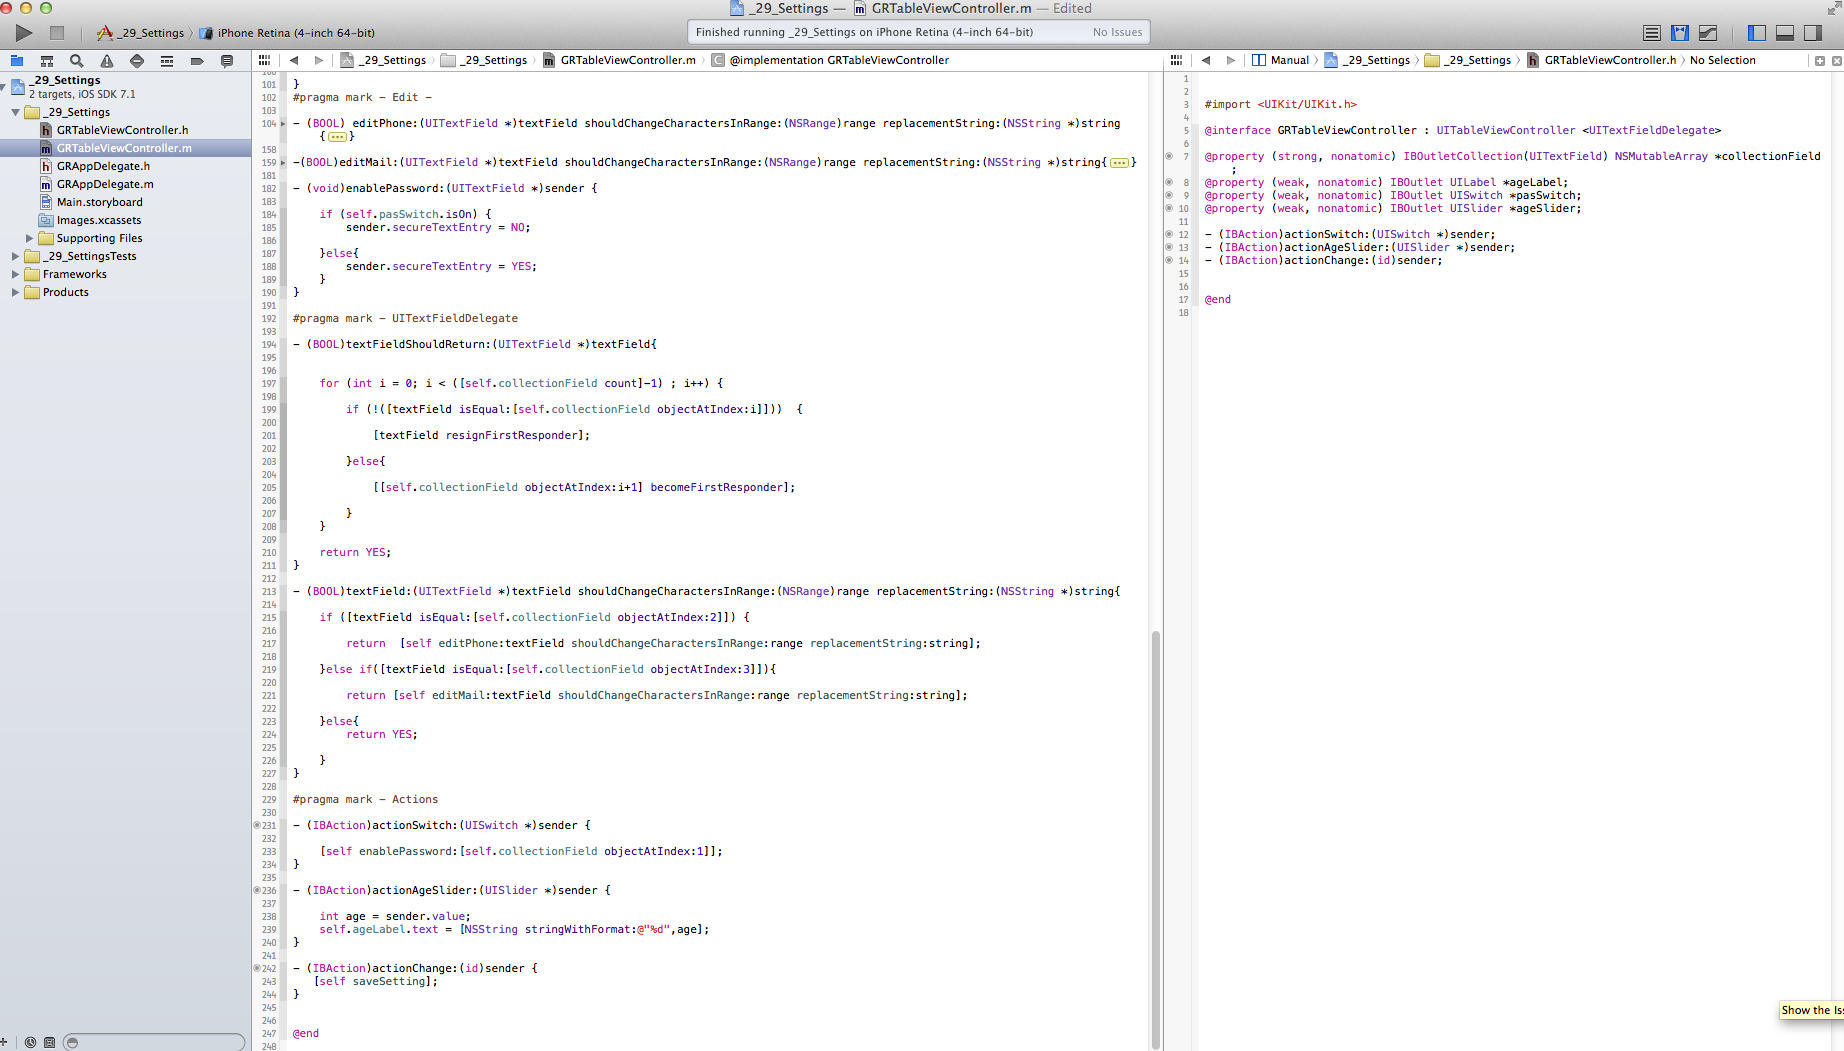 _29_Settings — GRTableViewController.m — Edited
_29_Settings iPhone Retina (4-inch 64-bit)
Finished running _29_Settings on iPhone Retina (4-inch 64-bit) No Issues
_29_Settings _29_Settings GRTableViewController.m @implementation GRTableViewController
Manual _29_Settings _29_Settings GRTableViewController.h No Selection
_29_Settings
2 targets, iOS SDK 7.1
_29_Settings
GRTableViewController.h
GRTableViewController.m
GRAppDelegate.h
GRAppDelegate.m
Main.storyboard
Images.xcassets
Supporting Files
_29_SettingsTests
Frameworks
Products
101 }
102 #pragma mark - Edit -
103
104 - (BOOL) editPhone:(UITextField *)textField shouldChangeCharactersInRange:(NSRange)range replacementString:(NSString *)string
{...}
158
159 -(BOOL)editMail:(UITextField *)textField shouldChangeCharactersInRange:(NSRange)range replacementString:(NSString *)string{...}
181
182 - (void)enablePassword:(UITextField *)sender {
183
184 if (self.pasSwitch.isOn) {
185 sender.secureTextEntry = NO;
186
187 }else{
188 sender.secureTextEntry = YES;
189 }
190 }
191
192 #pragma mark - UITextFieldDelegate
193
194 - (BOOL)textFieldShouldReturn:(UITextField *)textField{
195
196
197 for (int i = 0; i < ([self.collectionField count]-1) ; i++) {
198
199 if (!([textField isEqual:[self.collectionField objectAtIndex:i]])) {
200
201 [textField resignFirstResponder];
202
203 }else{
204
205 [[self.collectionField objectAtIndex:i+1] becomeFirstResponder];
206
207 }
208 }
209
210 return YES;
211 }
212
213 - (BOOL)textField:(UITextField *)textField shouldChangeCharactersInRange:(NSRange)range replacementString:(NSString *)string{
214
215 if ([textField isEqual:[self.collectionField objectAtIndex:2]]) {
216
217 return [self editPhone:textField shouldChangeCharactersInRange:range replacementString:string];
218
219 }else if([textField isEqual:[self.collectionField objectAtIndex:3]]){
220
221 return [self editMail:textField shouldChangeCharactersInRange:range replacementString:string];
222
223 }else{
224 return YES;
225
226 }
227 }
228
229 #pragma mark - Actions
230
231 - (IBAction)actionSwitch:(UISwitch *)sender {
232
233 [self enablePassword:[self.collectionField objectAtIndex:1]];
234 }
235
236 - (IBAction)actionAgeSlider:(UISlider *)sender {
237
238 int age = sender.value;
239 self.ageLabel.text = [NSString stringWithFormat:@"%d",age];
240 }
241
242 - (IBAction)actionChange:(id)sender {
243 [self saveSetting];
244 }
245
246
247 @end
248
1
2
3 #import <UIKit/UIKit.h>
4
5 @interface GRTableViewController : UITableViewController <UITextFieldDelegate>
6
7 @property (strong, nonatomic) IBOutletCollection(UITextField) NSMutableArray *collectionField
;
8 @property (weak, nonatomic) IBOutlet UILabel *ageLabel;
9 @property (weak, nonatomic) IBOutlet UISwitch *pasSwitch;
10 @property (weak, nonatomic) IBOutlet UISlider *ageSlider;
11
12 - (IBAction)actionSwitch:(UISwitch *)sender;
13 - (IBAction)actionAgeSlider:(UISlider *)sender;
14 - (IBAction)actionChange:(id)sender;
15
16
17 @end
18
Show the Is